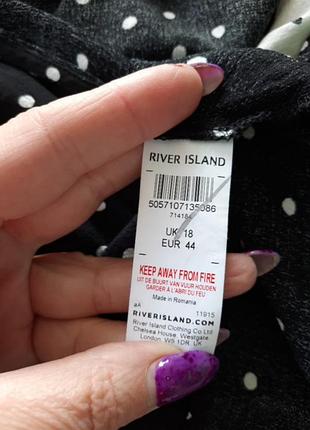 RIVER ISLAND
5057107135086
714184
UK 18
EUR 44
KEEP AWAY FROM FIRE
UIT DE BUURT VAN VUUR HOUDEN
GARDER À L'ABRI DU FEU
Made in Romania
aA 11915
RIVERISLAND.COM
River Island Clothing Co Ltd
Chelsea House, Westgate
London, W5 1DR, UK